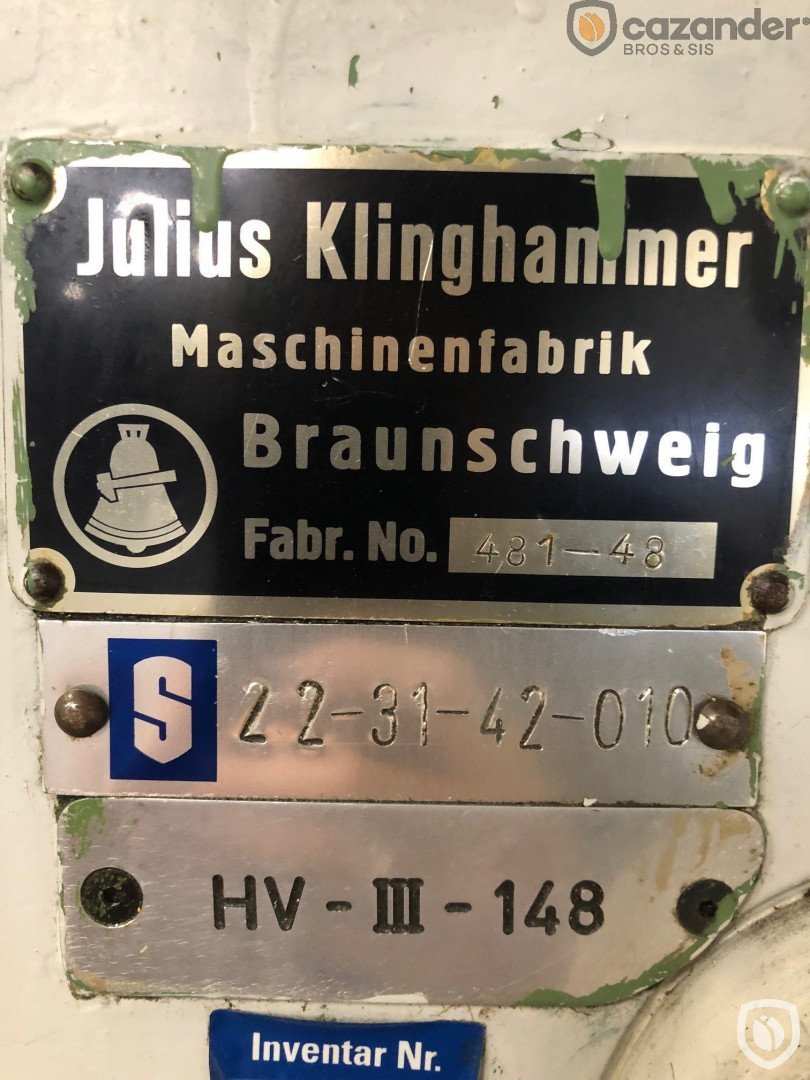 cazander®
BROS & SIS
Julius Klinghammer
Maschinenfabrik
Braunschweig
Fabr. No. 481-48
S 22-31-42-010
HV - III - 148
Inventar Nr.